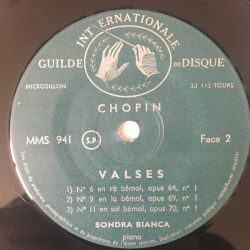 GUILDE INTERNATIONALE DU DISQUE
MICROSILLON
33 1/3 TOURS
CHOPIN
MMS 941
S.P
Face 2
VALSES
1) N° 6 en ré bémol, opus 64, n° 1
2) N° 9 en la bémol, opus 69, n° 1
3) N° 11 en sol bémol, opus 70, n° 1
SONDRA BIANCA
piano